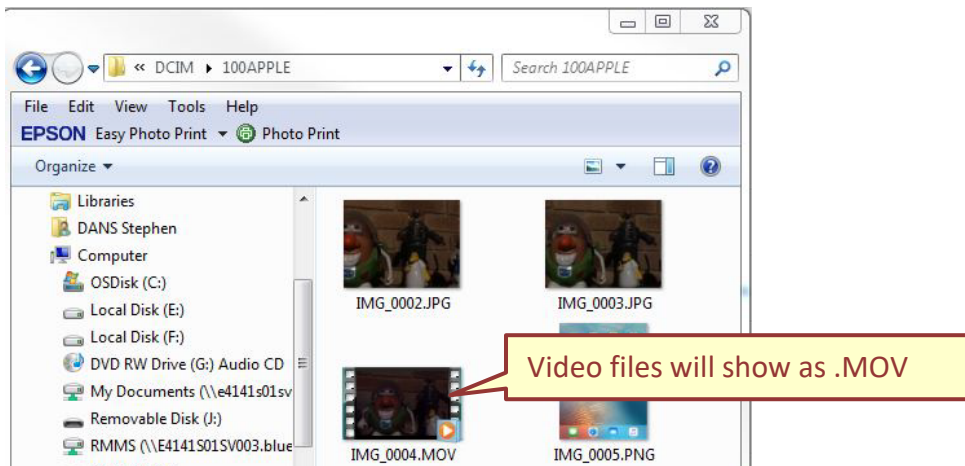 « DCIM ▸ 100APPLE
Search 100APPLE
File Edit View Tools Help
EPSON Easy Photo Print Photo Print
Organize
Libraries
DANS Stephen
Computer
OSDisk (C:)
Local Disk (E:)
Local Disk (F:)
DVD RW Drive (G:) Audio CD
My Documents (\\e4141s01sv
Removable Disk (J:)
RMMS (\\E4141S01SV003.blue
IMG_0002.JPG
IMG_0003.JPG
Video files will show as .MOV
IMG_0004.MOV
IMG_0005.PNG